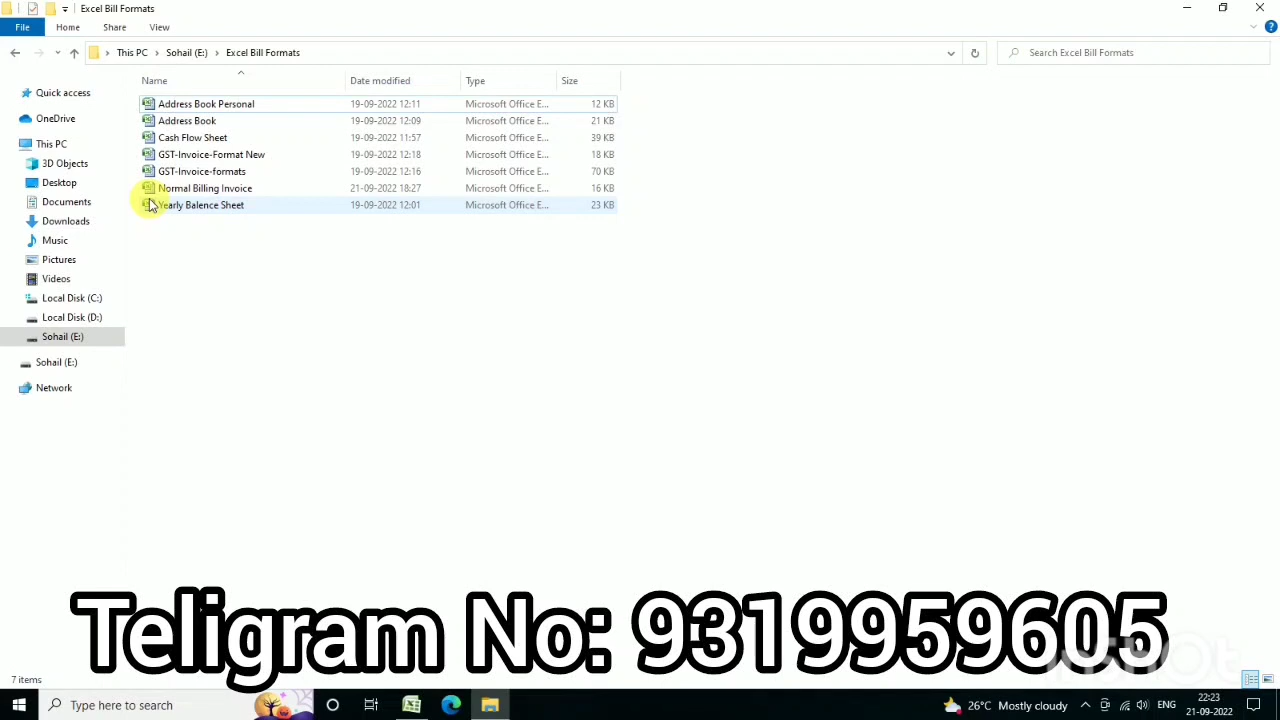 Excel Bill Formats
File Home Share View
This PC Sohail (E:) Excel Bill Formats
Search Excel Bill Formats
Name Date modified Type Size
Address Book Personal 19-09-2022 12:11 Microsoft Office E... 12 KB
Address Book 19-09-2022 12:09 Microsoft Office E... 21 KB
Cash Flow Sheet 19-09-2022 11:57 Microsoft Office E... 39 KB
GST-Invoice-Format New 19-09-2022 12:18 Microsoft Office E... 18 KB
GST-Invoice-formats 19-09-2022 12:16 Microsoft Office E... 70 KB
Normal Billing Invoice 21-09-2022 18:27 Microsoft Office E... 16 KB
Yearly Balence Sheet 19-09-2022 12:01 Microsoft Office E... 23 KB
Quick access
OneDrive
This PC
3D Objects
Desktop
Documents
Downloads
Music
Pictures
Videos
Local Disk (C:)
Local Disk (D:)
Sohail (E:)
Sohail (E:)
Network
Teligram No: 9319959605
7 items
Type here to search
26°C Mostly cloudy
ENG
22:23
21-09-2022